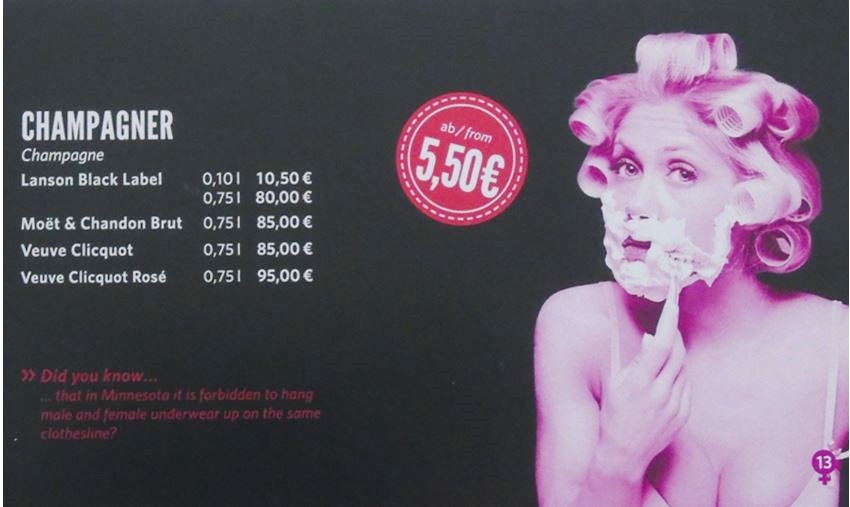 CHAMPAGNER
Champagne
Lanson Black Label 0,10 l 10,50 €
0,75 l 80,00 €
Moët & Chandon Brut 0,75 l 85,00 €
Veuve Clicquot 0,75 l 85,00 €
Veuve Clicquot Rosé 0,75 l 95,00 €
ab / from
5,50 €
» Did you know...
... that in Minnesota it is forbidden to hang
male and female underwear up on the same
clothesline?
13